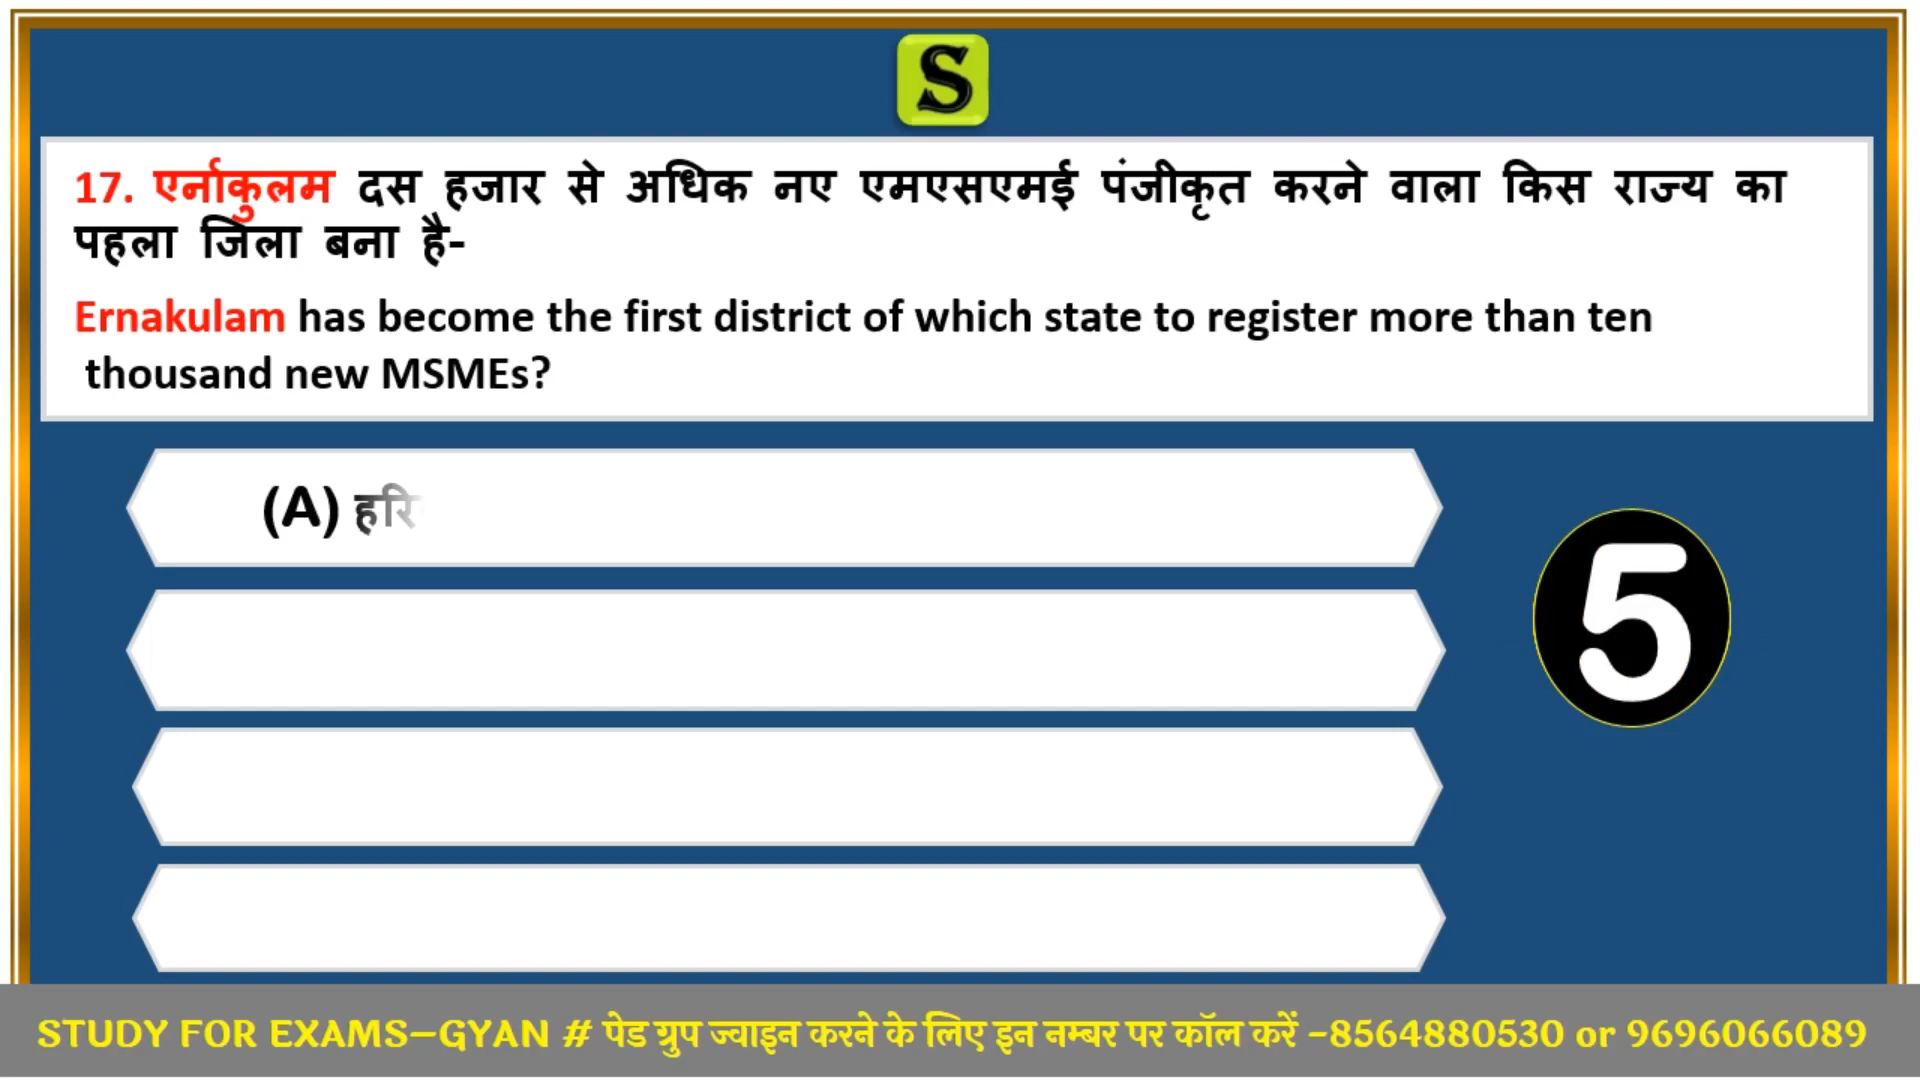 S
17. एर्नाकुलम दस हजार से अधिक नए एमएसएमई पंजीकृत करने वाला किस राज्य का
पहला जिला बना है-
Ernakulam has become the first district of which state to register more than ten
thousand new MSMEs?
(A)
5
STUDY FOR EXAMS–GYAN # पेड ग्रुप ज्वाइन करने के लिए इन नम्बर पर कॉल करें -8564880530 or 9696066089